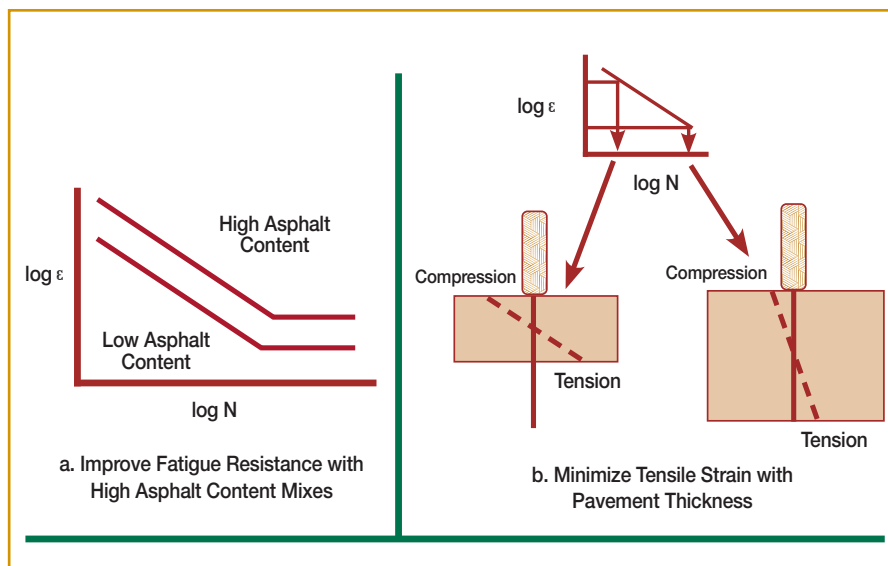 log ε
High Asphalt
Content
Low Asphalt
Content
log N
a. Improve Fatigue Resistance with
High Asphalt Content Mixes
log ε
log N
Compression
Tension
Compression
Tension
b. Minimize Tensile Strain with
Pavement Thickness